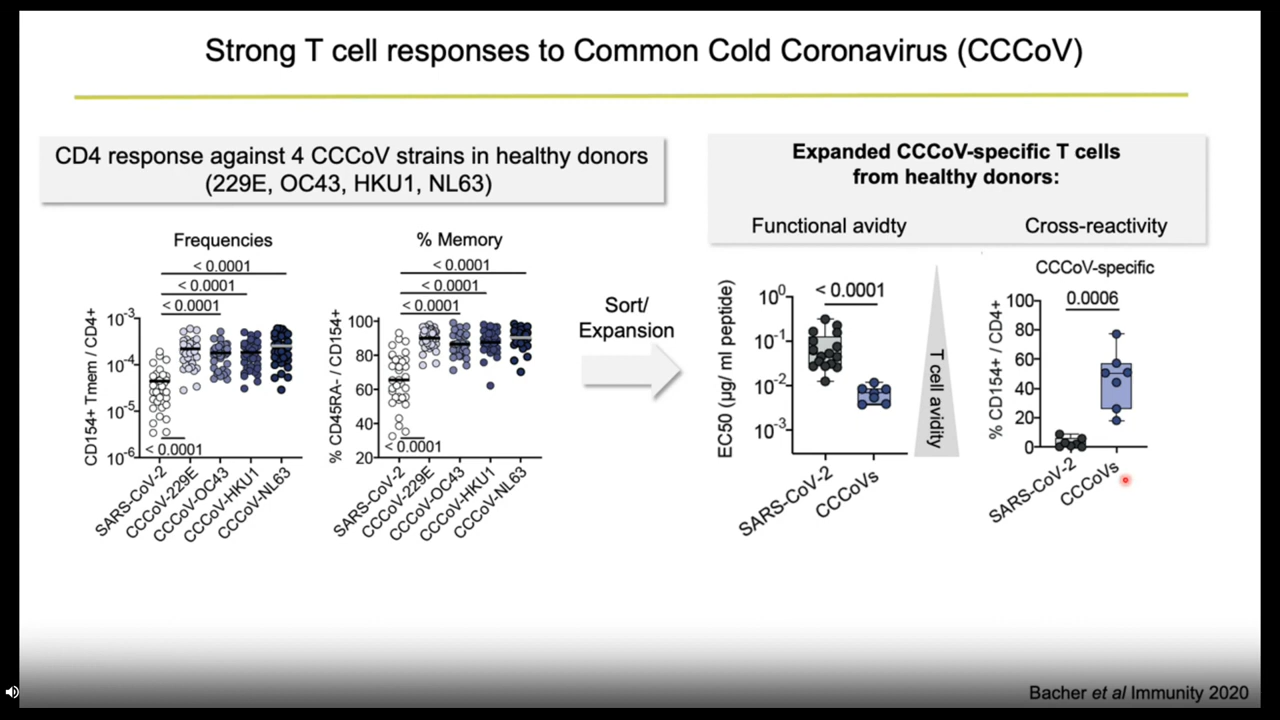 Strong T cell responses to Common Cold Coronavirus (CCCoV)
CD4 response against 4 CCCoV strains in healthy donors
(229E, OC43, HKU1, NL63)
Frequencies
< 0.0001
< 0.0001
< 0.0001
CD154+ Tmem / CD4+
10-3
10-4
10-5
10-6
< 0.0001
SARS-CoV-2
CCCoV-229E
CCCoV-OC43
CCCoV-HKU1
CCCoV-NL63
% Memory
< 0.0001
< 0.0001
< 0.0001
% CD45RA- / CD154+
100
80
60
40
20
< 0.0001
SARS-CoV-2
CCCoV-229E
CCCoV-OC43
CCCoV-HKU1
CCCoV-NL63
Sort/
Expansion
Expanded CCCoV-specific T cells
from healthy donors:
Functional avidty
Cross-reactivity
< 0.0001
EC50 (µg/ ml peptide)
100
10-1
10-2
10-3
SARS-CoV-2
CCCoVs
T cell avidity
CCCoV-specific
0.0006
% CD154+ / CD4+
100
80
60
40
20
0
SARS-CoV-2
CCCoVs
Bacher et al Immunity 2020